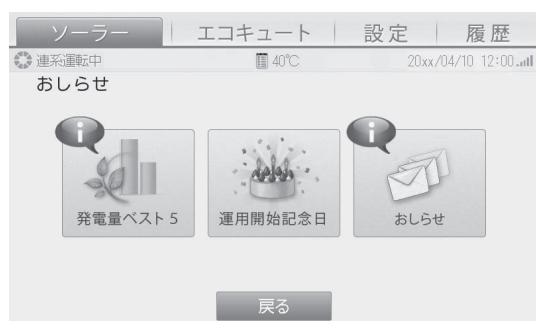 ソーラー エコキュート 設定 履歴
連系運転中 40℃ 20xx/04/10 12:00
おしらせ
発電量ベスト5 運用開始記念日 おしらせ
戻る